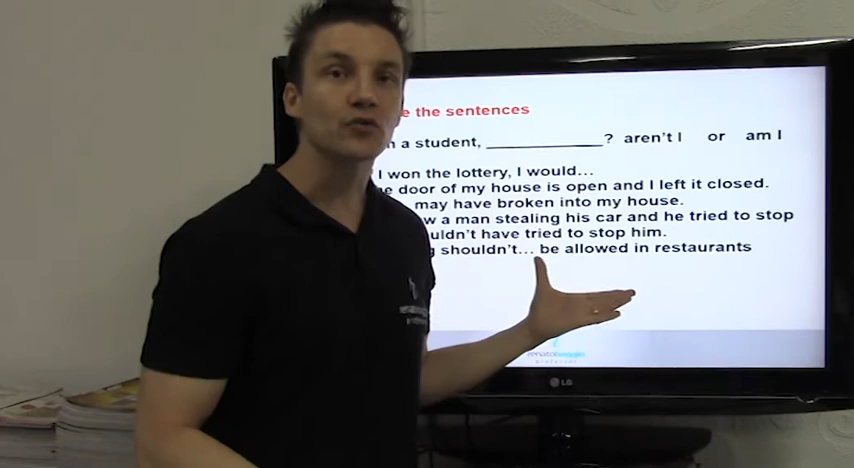 the sentences
a student, ______________? aren't I or am I
I won the lottery, I would...
door of my house is open and I left it closed.
may have broken into my house.
a man stealing his car and he tried to stop
have tried to stop him.
shouldn't... be allowed in restaurants
LG